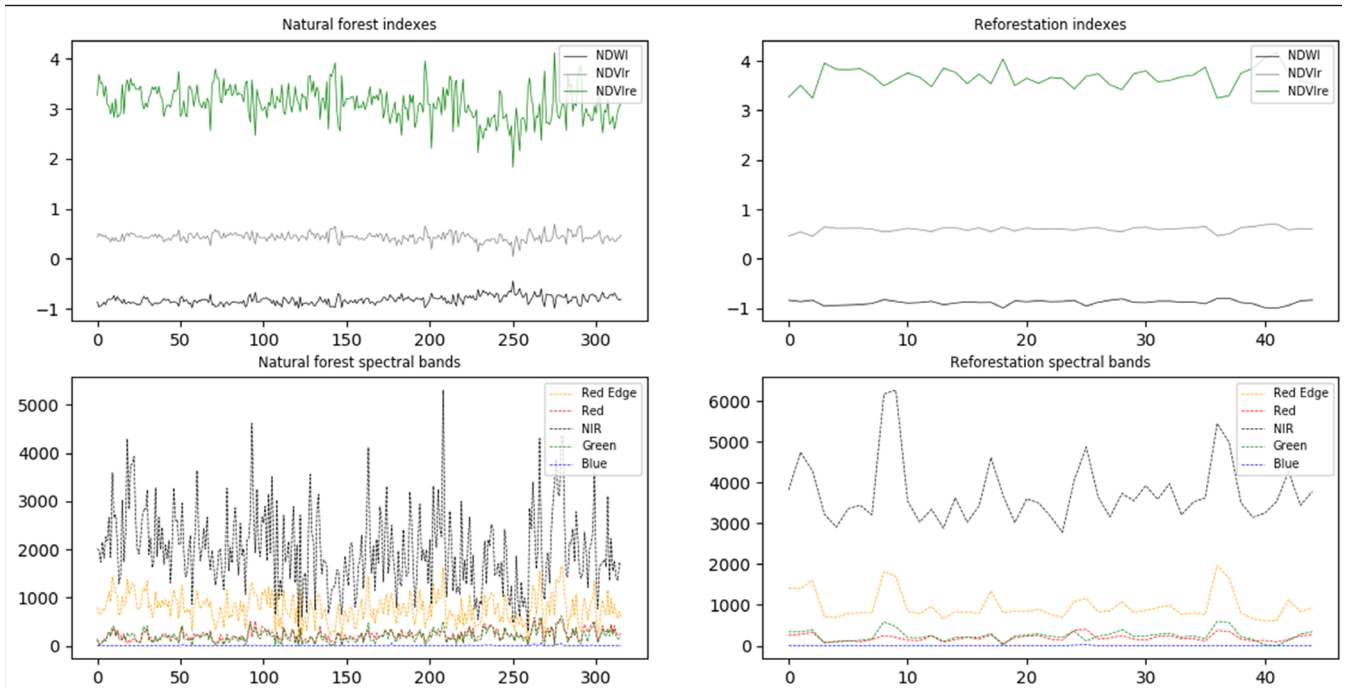 Natural forest indexes
4
3
2
1
0
−1
NDWI
NDVIr
NDVIre
0 50 100 150 200 250 300
Reforestation indexes
4
3
2
1
0
−1
NDWI
NDVIr
NDVIre
0 10 20 30 40
Natural forest spectral bands
5000
4000
3000
2000
1000
0
Red Edge
Red
NIR
Green
Blue
0 50 100 150 200 250 300
Reforestation spectral bands
6000
5000
4000
3000
2000
1000
0
Red Edge
Red
NIR
Green
Blue
0 10 20 30 40